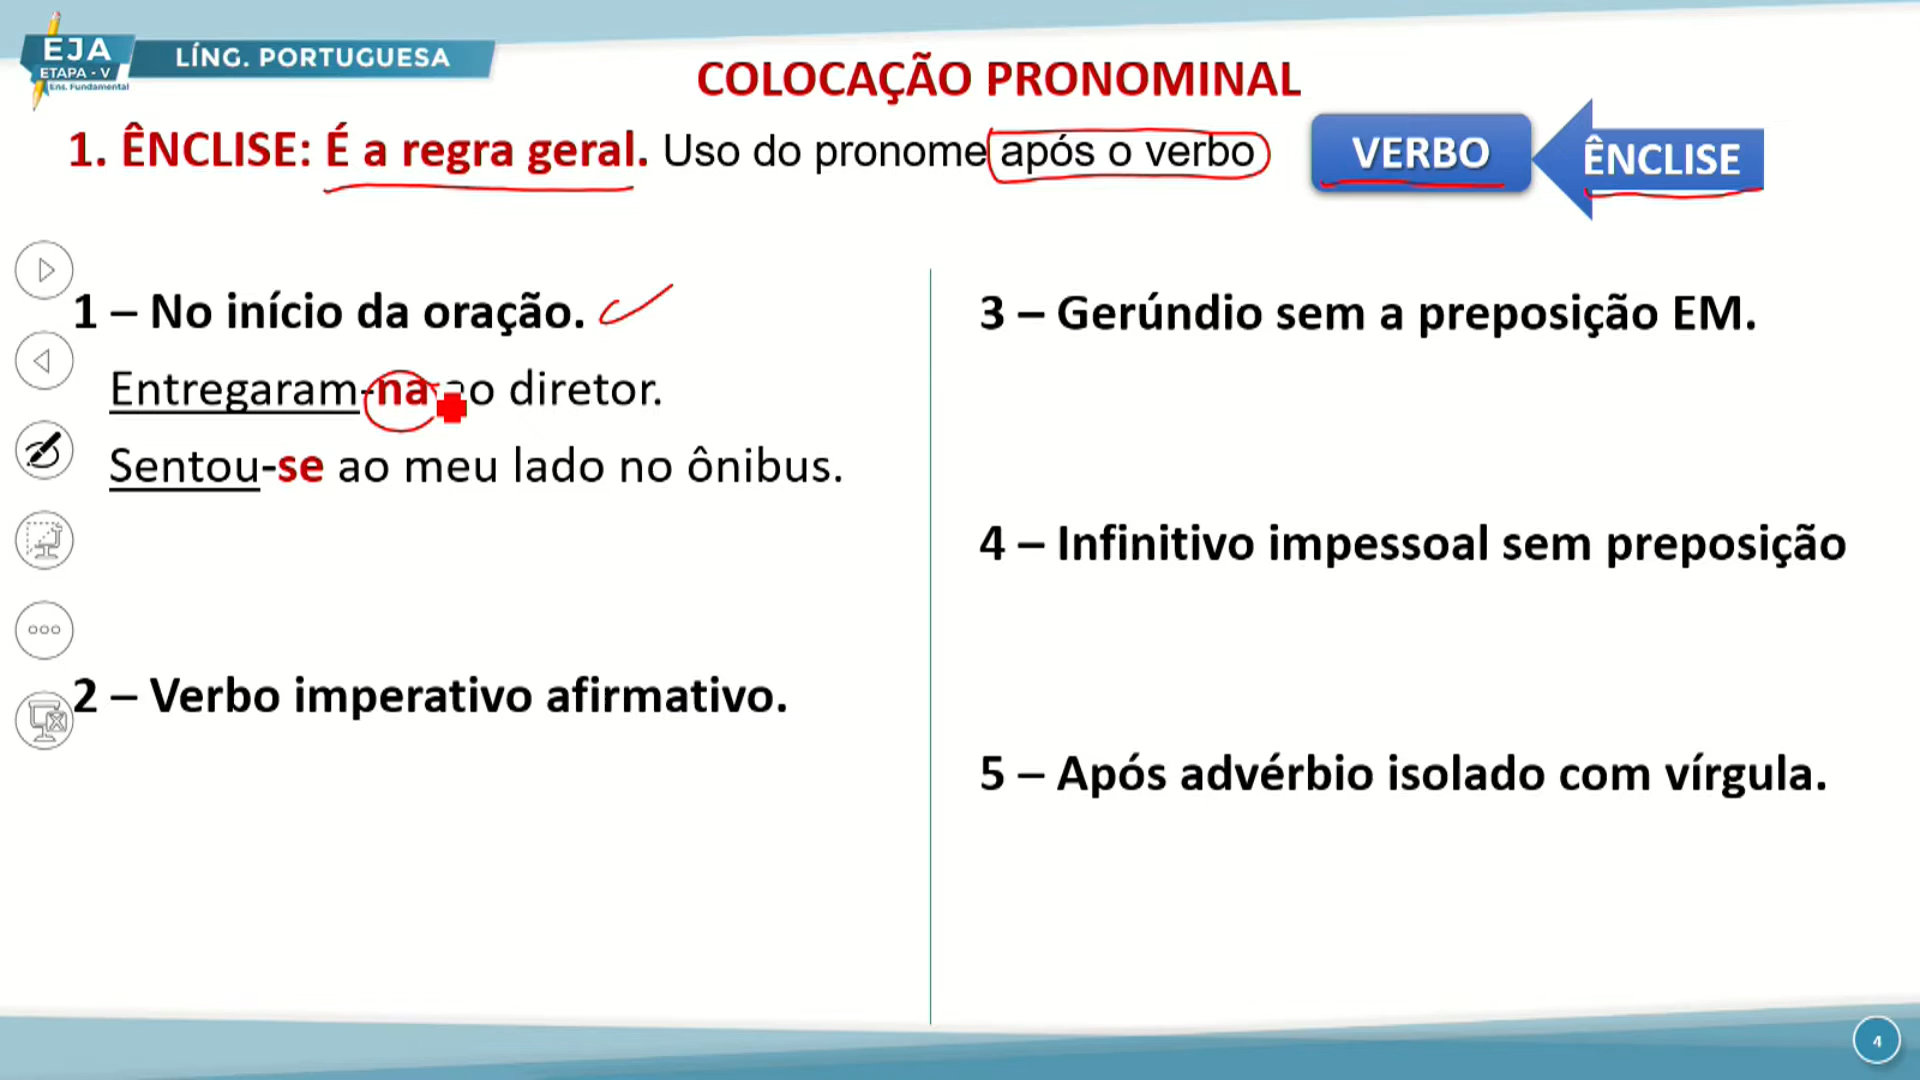 EJA
ETAPA - V
Ens. Fundamental
LÍNG. PORTUGUESA
COLOCAÇÃO PRONOMINAL
1. ÊNCLISE: É a regra geral. Uso do pronome após o verbo
VERBO
ÊNCLISE
1 – No início da oração.
Entregaram-na ao diretor.
Sentou-se ao meu lado no ônibus.
2 – Verbo imperativo afirmativo.
3 – Gerúndio sem a preposição EM.
4 – Infinitivo impessoal sem preposição
5 – Após advérbio isolado com vírgula.
4